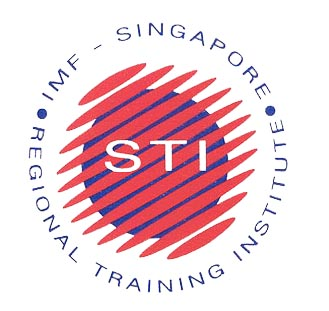 IMF - SINGAPORE
STI
REGIONAL TRAINING INSTITUTE